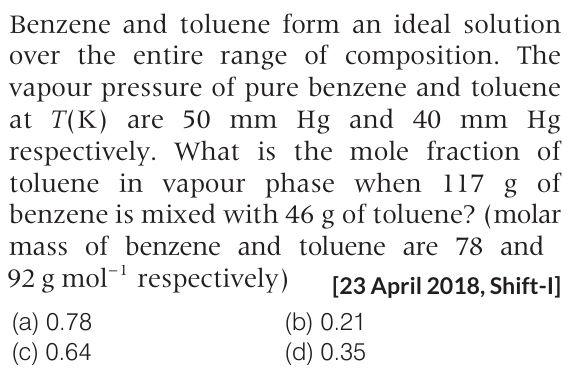 Benzene and toluene form an ideal solution
over the entire range of composition. The
vapour pressure of pure benzene and toluene
at T(K) are 50 mm Hg and 40 mm Hg
respectively. What is the mole fraction of
toluene in vapour phase when 117 g of
benzene is mixed with 46 g of toluene? (molar
mass of benzene and toluene are 78 and
92 g mol⁻¹ respectively) [23 April 2018, Shift-I]
(a) 0.78 (b) 0.21
(c) 0.64 (d) 0.35